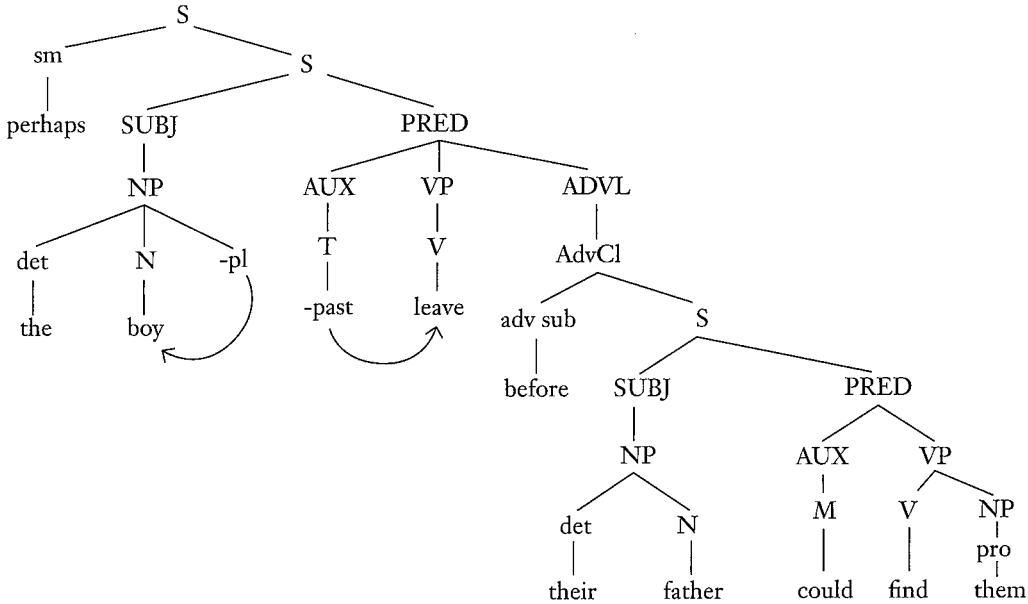 S
sm S
perhaps SUBJ PRED
NP AUX VP ADVL
det N -pl T V AdvCl
the boy -past leave adv sub S
before SUBJ PRED
NP AUX VP
det N M V NP
pro
their father could find them